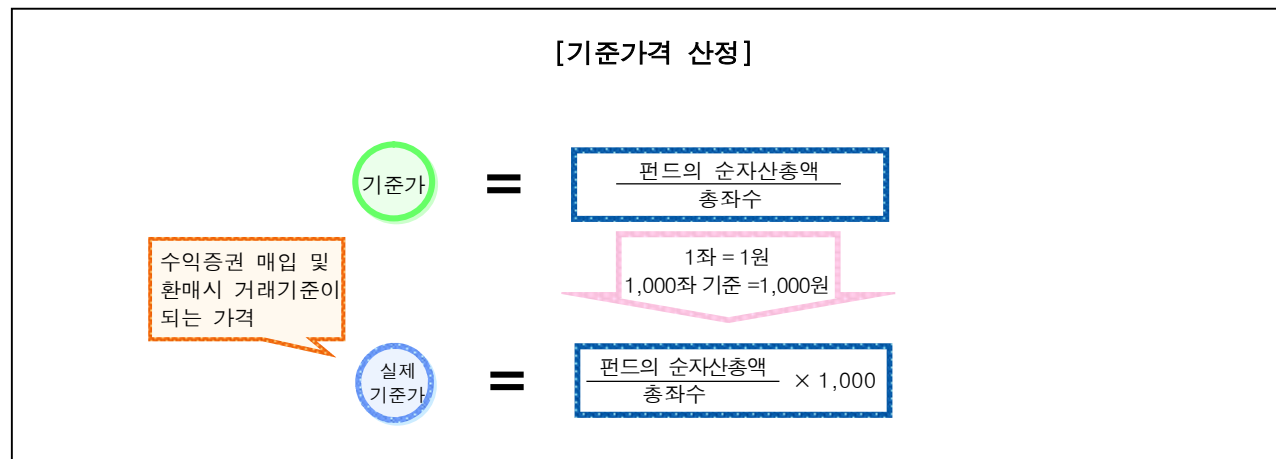 [기준가격 산정]
기준가
=
펀드의 순자산총액
총좌수
1좌 = 1원
1,000좌 기준 =1,000원
수익증권 매입 및
환매시 거래기준이
되는 가격
실제
기준가
=
펀드의 순자산총액
총좌수
× 1,000